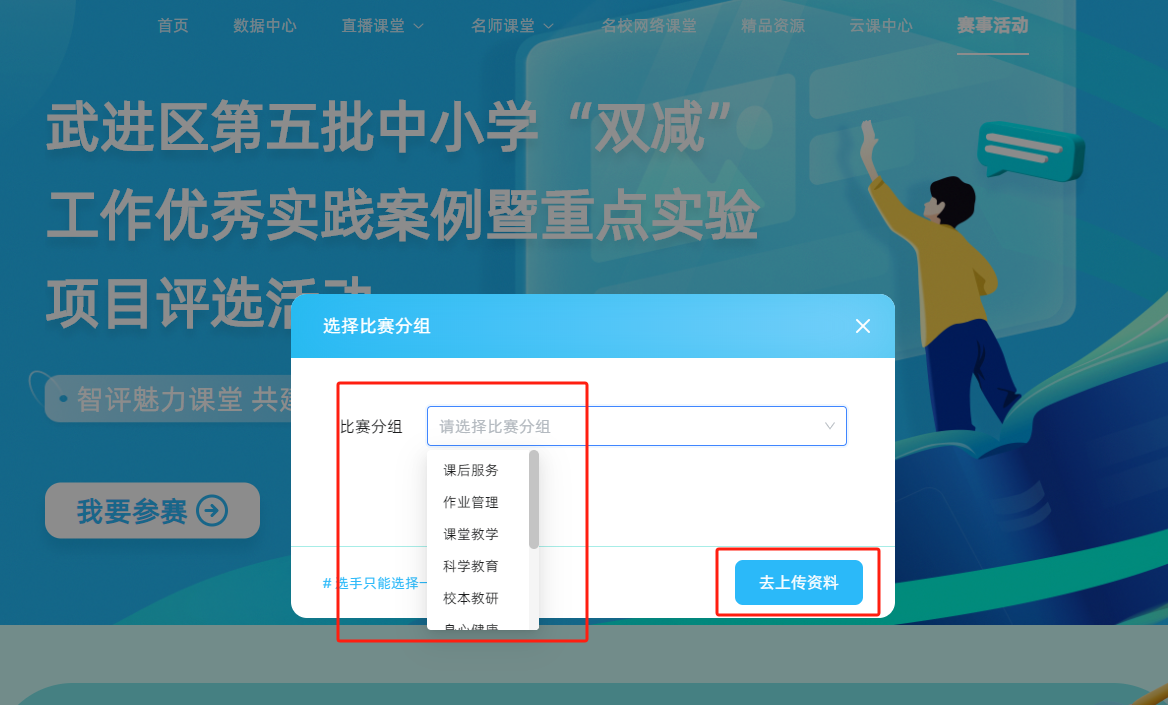 首页 数据中心 直播课堂 名师课堂 名校网络课堂 精品资源 云课中心 赛事活动
武进区第五批中小学“双减”
工作优秀实践案例暨重点实验
项目评选活动
智评魅力课堂 共建
我要参赛
选择比赛分组
比赛分组 请选择比赛分组
课后服务
作业管理
课堂教学
科学教育
校本教研
身心健康
# 选手只能选择一
去上传资料